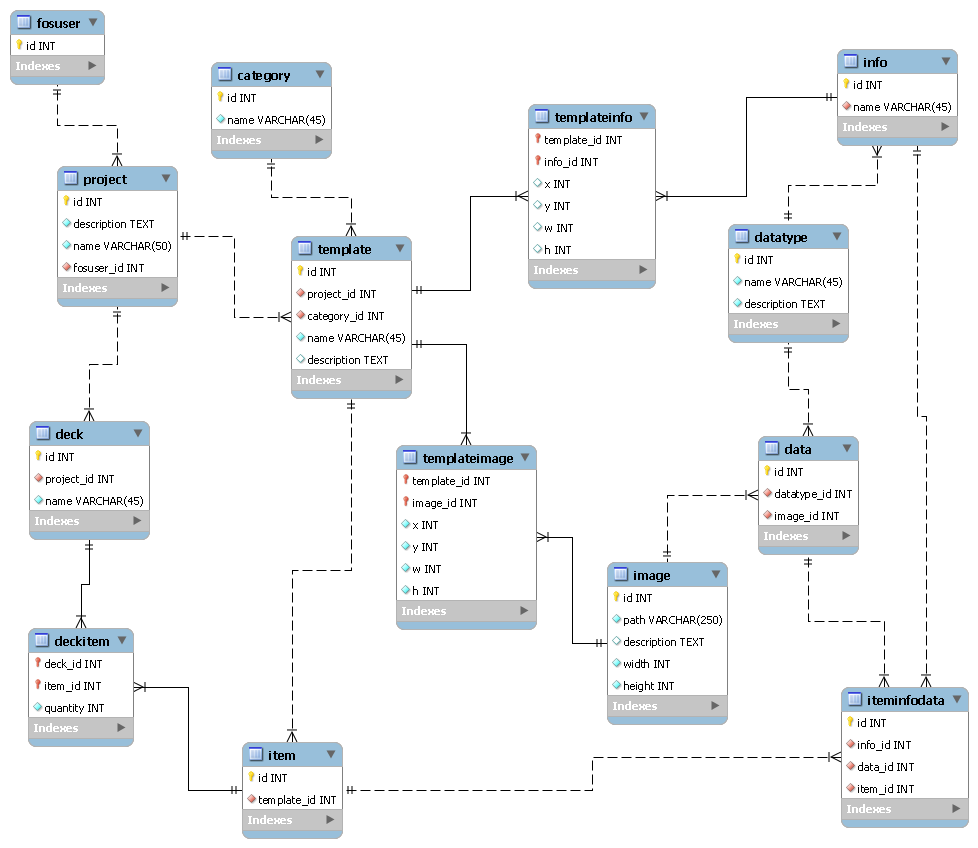 fosuser
id INT
Indexes
category
id INT
name VARCHAR(45)
Indexes
info
id INT
name VARCHAR(45)
Indexes
templateinfo
template_id INT
info_id INT
x INT
y INT
w INT
h INT
Indexes
project
id INT
description TEXT
name VARCHAR(50)
fosuser_id INT
Indexes
template
id INT
project_id INT
category_id INT
name VARCHAR(45)
description TEXT
Indexes
datatype
id INT
name VARCHAR(45)
description TEXT
Indexes
deck
id INT
project_id INT
name VARCHAR(45)
Indexes
templateimage
template_id INT
image_id INT
x INT
y INT
w INT
h INT
Indexes
data
id INT
datatype_id INT
image_id INT
Indexes
image
id INT
path VARCHAR(250)
description TEXT
width INT
height INT
Indexes
deckitem
deck_id INT
item_id INT
quantity INT
Indexes
item
id INT
template_id INT
Indexes
iteminfodata
id INT
info_id INT
data_id INT
item_id INT
Indexes